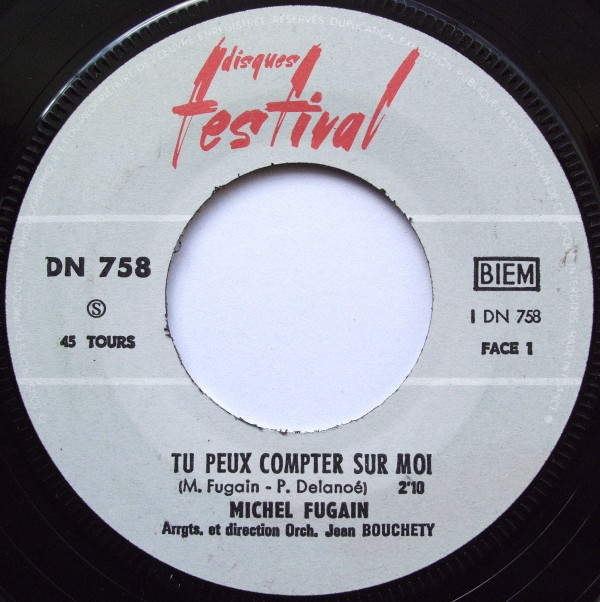 disques
festival
DN 758
Ⓢ
45 TOURS
BIEM
1 DN 758
FACE 1
TU PEUX COMPTER SUR MOI
(M. Fugain - P. Delanoé) 2'10
MICHEL FUGAIN
Arrgts. et direction Orch. Jean BOUCHETY